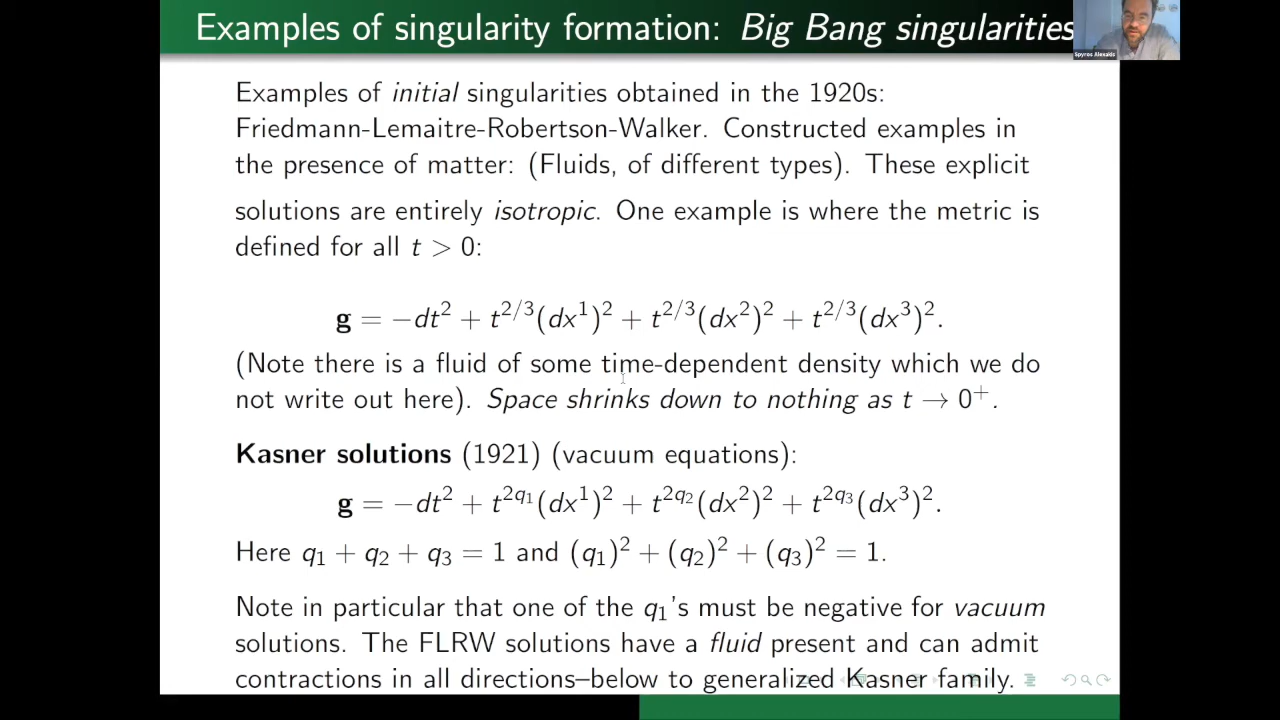 Examples of singularity formation: Big Bang singularities
Spyros Alexakis
Examples of initial singularities obtained in the 1920s:
Friedmann-Lemaitre-Robertson-Walker. Constructed examples in
the presence of matter: (Fluids, of different types). These explicit
solutions are entirely isotropic. One example is where the metric is
defined for all t > 0:
g = −dt² + t^{2/3}(dx¹)² + t^{2/3}(dx²)² + t^{2/3}(dx³)².
(Note there is a fluid of some time-dependent density which we do
not write out here). Space shrinks down to nothing as t → 0⁺.
Kasner solutions (1921) (vacuum equations):
g = −dt² + t^{2q₁}(dx¹)² + t^{2q₂}(dx²)² + t^{2q₃}(dx³)².
Here q₁ + q₂ + q₃ = 1 and (q₁)² + (q₂)² + (q₃)² = 1.
Note in particular that one of the q₁'s must be negative for vacuum
solutions. The FLRW solutions have a fluid present and can admit
contractions in all directions–below to generalized Kasner family.